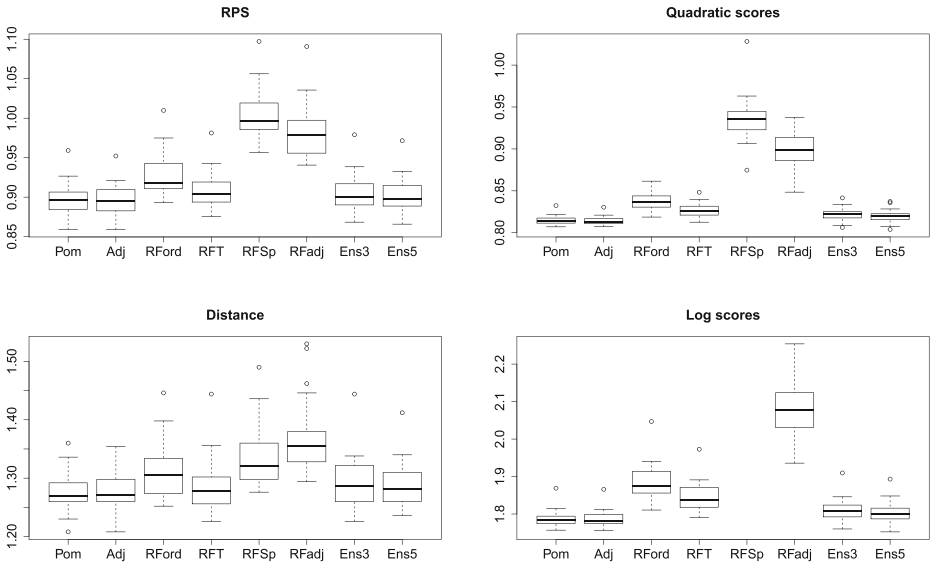 RPS
1.10
1.05
1.00
0.95
0.90
0.85
Pom Adj RFord RFT RFSp RFadj Ens3 Ens5
Quadratic scores
1.00
0.95
0.90
0.85
0.80
Pom Adj RFord RFT RFSp RFadj Ens3 Ens5
Distance
1.50
1.40
1.30
1.20
Pom Adj RFord RFT RFSp RFadj Ens3 Ens5
Log scores
2.2
2.1
2.0
1.9
1.8
Pom Adj RFord RFT RFSp RFadj Ens3 Ens5